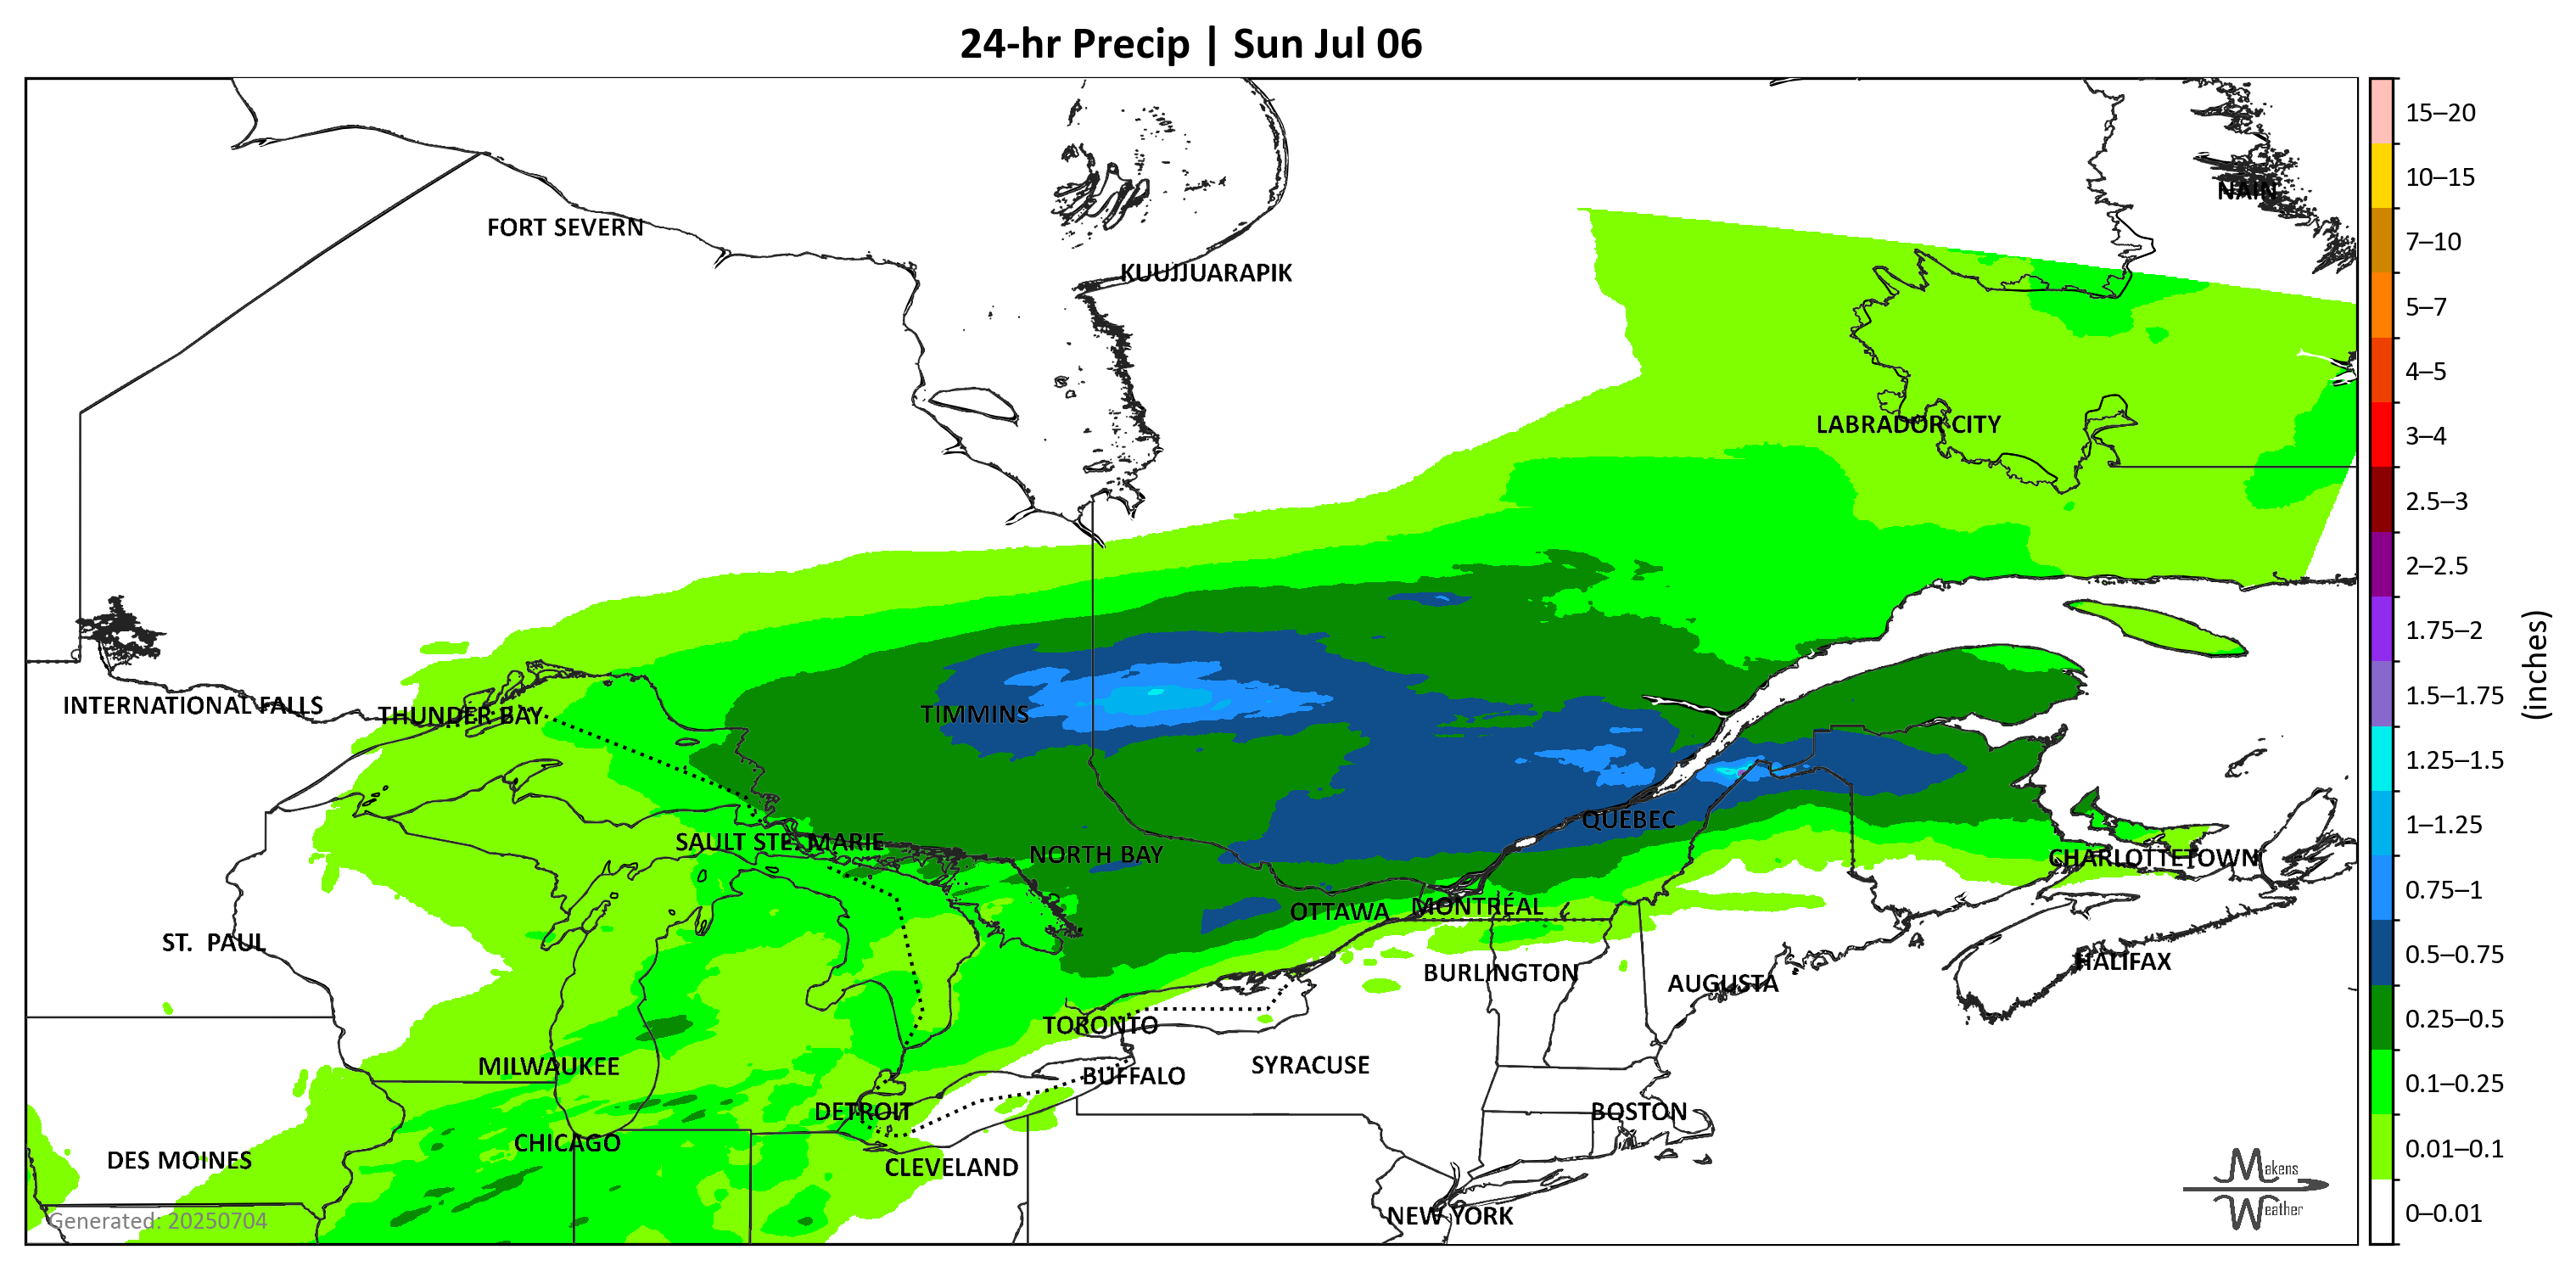 24-hr Precip | Sun Jul 06
15–20
NAIN
10–15
FORT SEVERN
7–10
KUUJJUARAPIK
5–7
4–5
LABRADOR CITY
3–4
2.5–3
2–2.5
1.75–2
(inches)
INTERNATIONAL FALLS
THUNDER BAY
TIMMINS
1.5–1.75
1.25–1.5
QUEBEC
1–1.25
SAULT STE. MARIE
NORTH BAY
CHARLOTTETOWN
0.75–1
OTTAWA
MONTRÉAL
ST. PAUL
0.5–0.75
HALIFAX
BURLINGTON
AUGUSTA
0.25–0.5
TORONTO
MILWAUKEE
SYRACUSE
BUFFALO
0.1–0.25
DETROIT
BOSTON
CHICAGO
0.01–0.1
DES MOINES
CLEVELAND
Makens
Weather
NEW YORK
0–0.01
Generated: 20250704